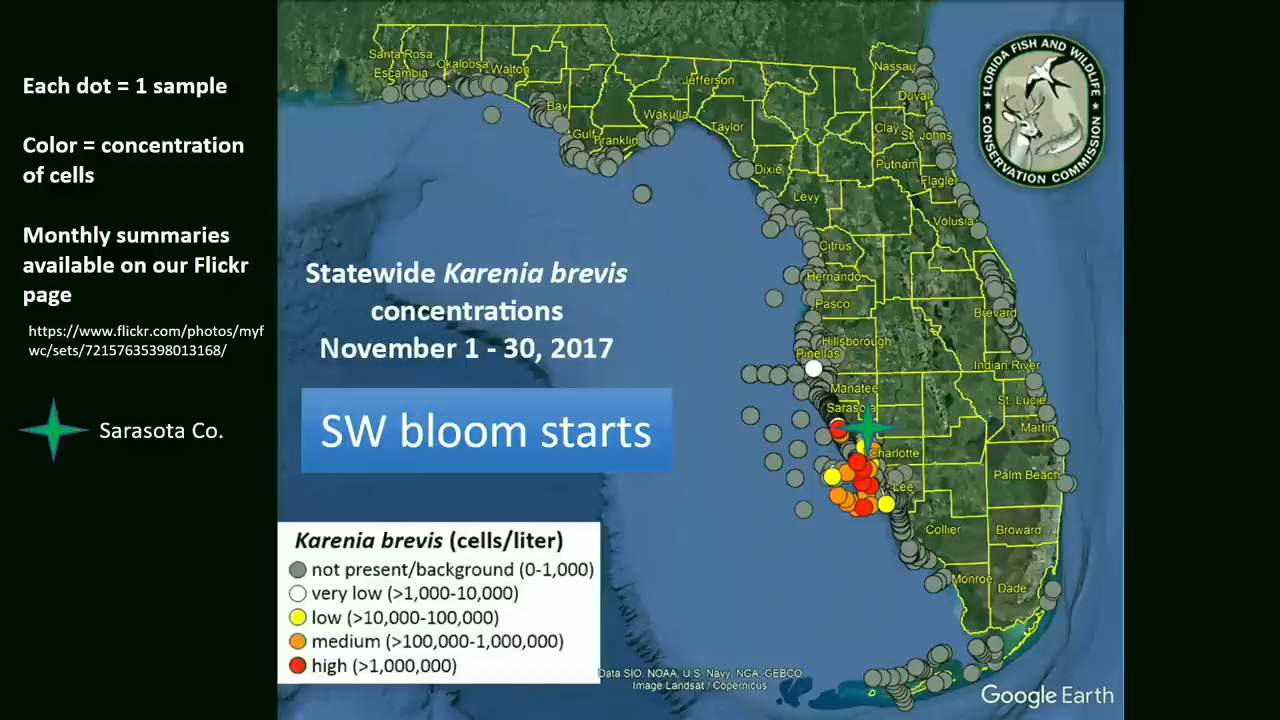 Each dot = 1 sample
Color = concentration
of cells
Monthly summaries
available on our Flickr
page
https://www.flickr.com/photos/myf
wc/sets/72157635398013168/
Sarasota Co.
Statewide Karenia brevis
concentrations
November 1 - 30, 2017
SW bloom starts
Karenia brevis (cells/liter)
not present/background (0-1,000)
very low (>1,000-10,000)
low (>10,000-100,000)
medium (>100,000-1,000,000)
high (>1,000,000)
Santa Rosa
Escambia
Okaloosa
Walton
Bay
Gulf
Franklin
Wakulla
Jefferson
Taylor
Dixie
Levy
Citrus
Hernando
Pasco
Hillsborough
Pinellas
Manatee
Sarasota
Charlotte
Lee
Collier
Monroe
Nassau
Duval
Clay
St. Johns
Putnam
Flagler
Volusia
Brevard
Indian River
St. Lucie
Martin
Palm Beach
Broward
Dade
FLORIDA FISH AND WILDLIFE
CONSERVATION COMMISSION
Data SIO, NOAA, U.S. Navy, NGA, GEBCO
Image Landsat / Copernicus
Google Earth